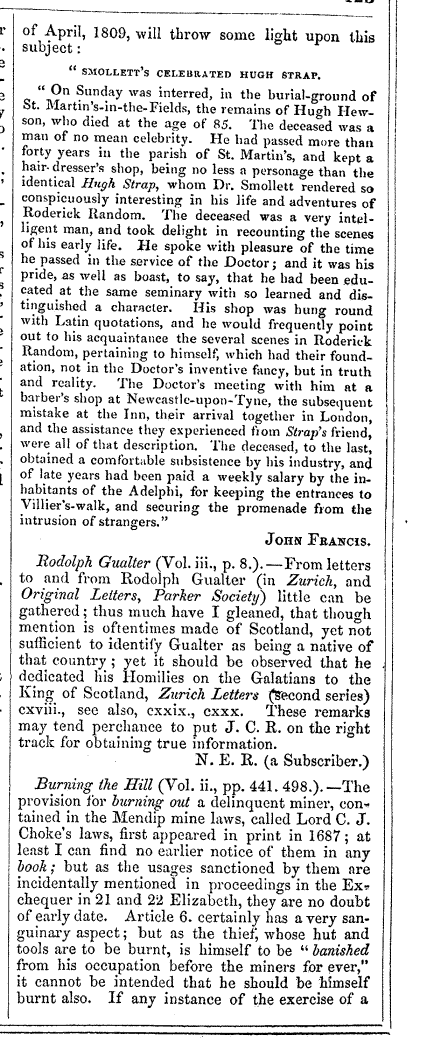 of April, 1809, will throw some light upon this
subject :
" SMOLLETT'S CELEBRATED HUGH STRAP.
" On Sunday was interred, in the burial-ground of
St. Martin's-in-the-Fields, the remains of Hugh Hew-
son, who died at the age of 85. The deceased was a
man of no mean celebrity. He had passed more than
forty years in the parish of St. Martin's, and kept a
hair-dresser's shop, being no less a personage than the
identical Hugh Strap, whom Dr. Smollett rendered so
conspicuously interesting in his life and adventures of
Roderick Random. The deceased was a very intel-
ligent man, and took delight in recounting the scenes
of his early life. He spoke with pleasure of the time
he passed in the service of the Doctor; and it was his
pride, as well as boast, to say, that he had been edu-
cated at the same seminary with so learned and dis-
tinguished a character. His shop was hung round
with Latin quotations, and he would frequently point
out to his acquaintance the several scenes in Roderick
Random, pertaining to himself, which had their found-
ation, not in the Doctor's inventive fancy, but in truth
and reality. The Doctor's meeting with him at a
barber's shop at Newcastle-upon-Tyne, the subsequent
mistake at the Inn, their arrival together in London,
and the assistance they experienced from Strap's friend,
were all of that description. The deceased, to the last,
obtained a comfortable subsistence by his industry, and
of late years had been paid a weekly salary by the in-
habitants of the Adelphi, for keeping the entrances to
Villier's-walk, and securing the promenade from the
intrusion of strangers."
JOHN FRANCIS.
Rodolph Gualter (Vol. iii., p. 8.).—From letters
to and from Rodolph Gualter (in Zurich, and
Original Letters, Parker Society) little can be
gathered; thus much have I gleaned, that though
mention is oftentimes made of Scotland, yet not
sufficient to identify Gualter as being a native of
that country; yet it should be observed that he
dedicated his Homilies on the Galatians to the
King of Scotland, Zurich Letters (second series)
cxviii., see also, cxxix., cxxx. These remarks
may tend perchance to put J. C. R. on the right
track for obtaining true information.
N. E. R. (a Subscriber.)
Burning the Hill (Vol. ii., pp. 441. 498.).—The
provision for burning out a delinquent miner, con-
tained in the Mendip mine laws, called Lord C. J.
Choke's laws, first appeared in print in 1687; at
least I can find no earlier notice of them in any
book; but as the usages sanctioned by them are
incidentally mentioned in proceedings in the Ex-
chequer in 21 and 22 Elizabeth, they are no doubt
of early date. Article 6. certainly has a very san-
guinary aspect; but as the thief, whose hut and
tools are to be burnt, is himself to be "banished
from his occupation before the miners for ever,"
it cannot be intended that he should be himself
burnt also. If any instance of the exercise of a